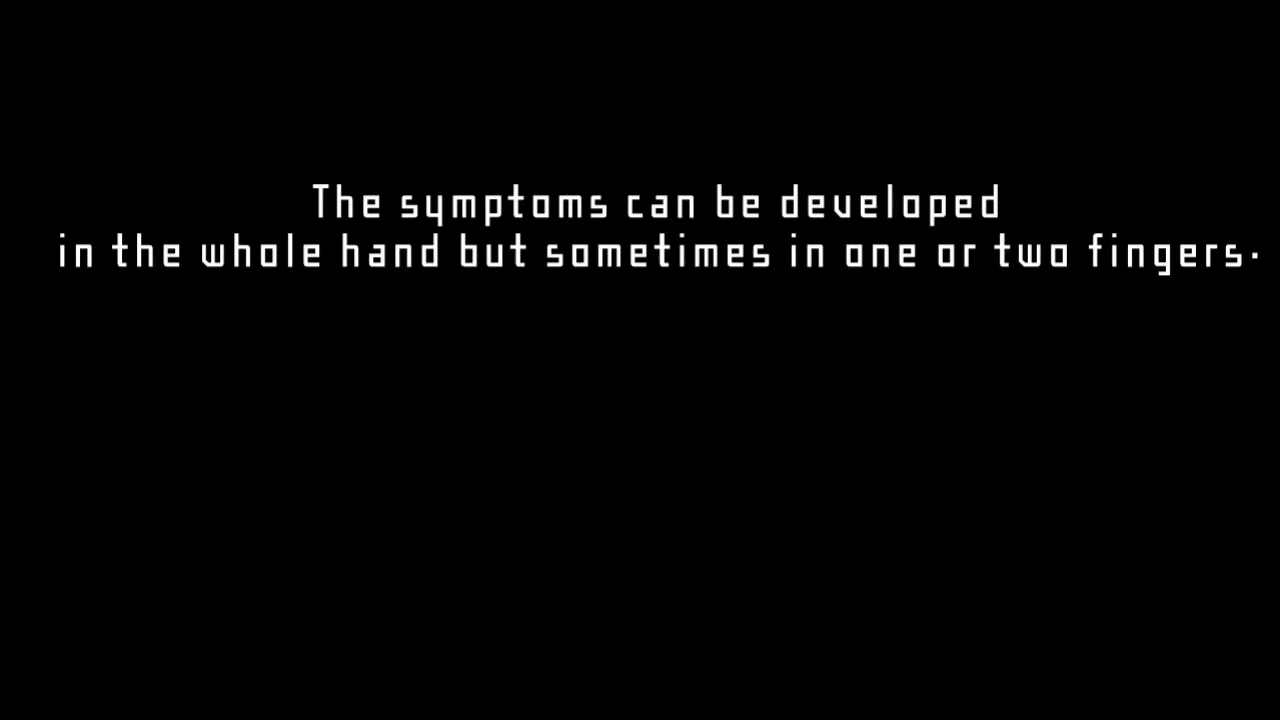 The symptoms can be developed
in the whole hand but sometimes in one or two fingers.